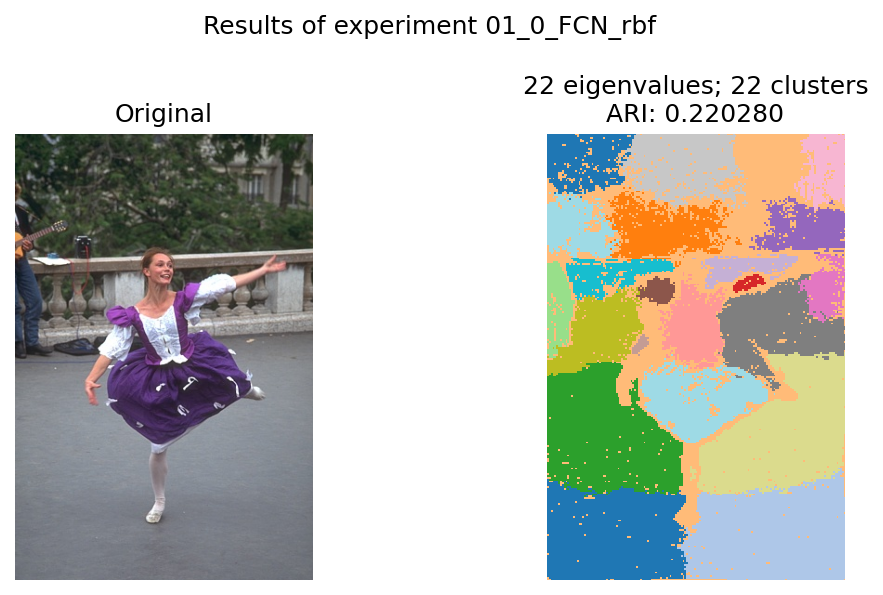 Results of experiment 01_0_FCN_rbf
Original
22 eigenvalues; 22 clusters
ARI: 0.220280